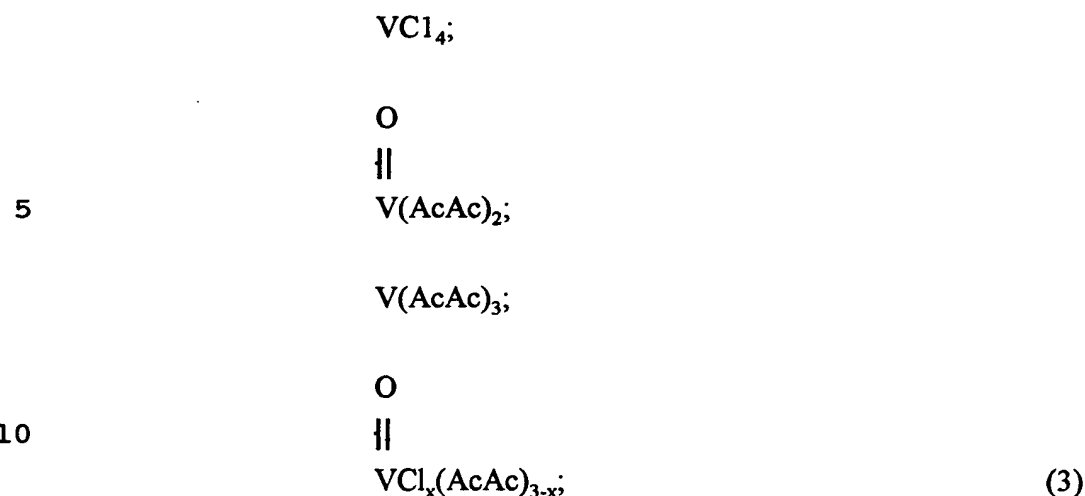 VCl₄;
O
||
5 V(AcAc)₂;
V(AcAc)₃;
O
10 ||
VClₓ(AcAc)₃₋ₓ; (3)